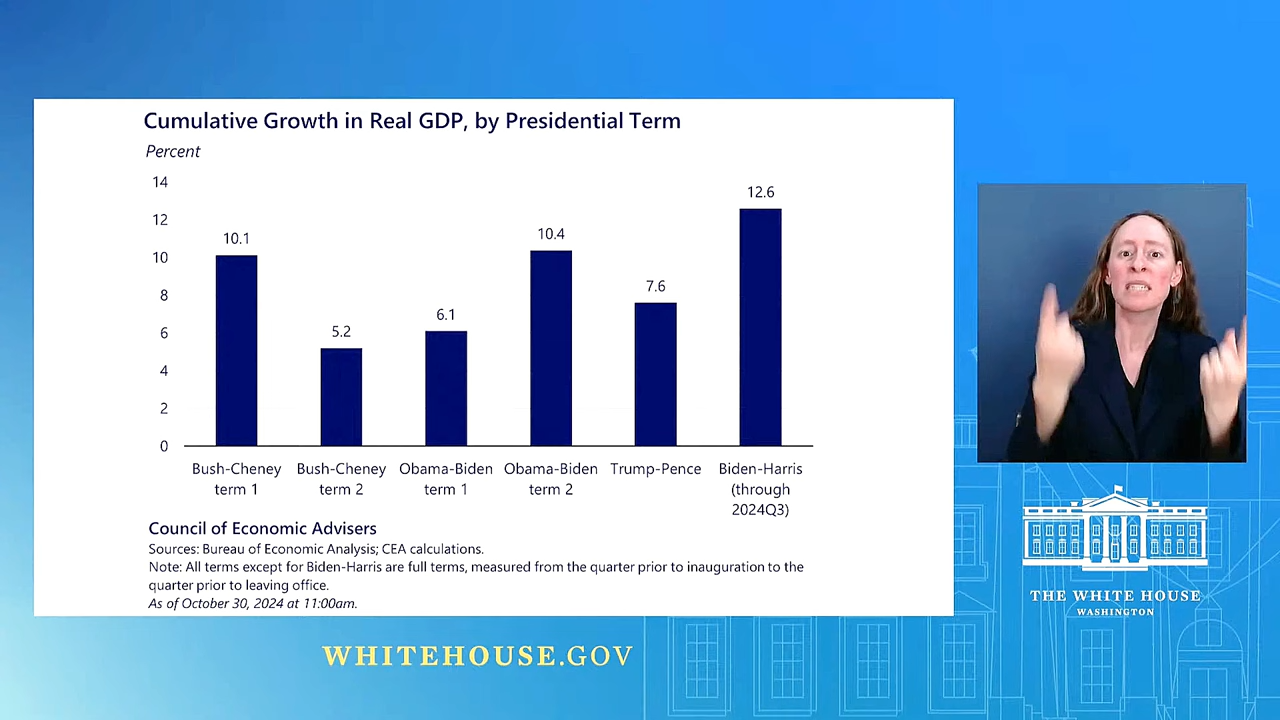 Cumulative Growth in Real GDP, by Presidential Term
Percent
14
12
10
8
6
4
2
0
10.1
5.2
6.1
10.4
7.6
12.6
Bush-Cheney term 1
Bush-Cheney term 2
Obama-Biden term 1
Obama-Biden term 2
Trump-Pence
Biden-Harris (through 2024Q3)
Council of Economic Advisers
Sources: Bureau of Economic Analysis; CEA calculations.
Note: All terms except for Biden-Harris are full terms, measured from the quarter prior to inauguration to the
quarter prior to leaving office.
As of October 30, 2024 at 11:00am.
WHITEHOUSE.GOV
THE WHITE HOUSE
WASHINGTON